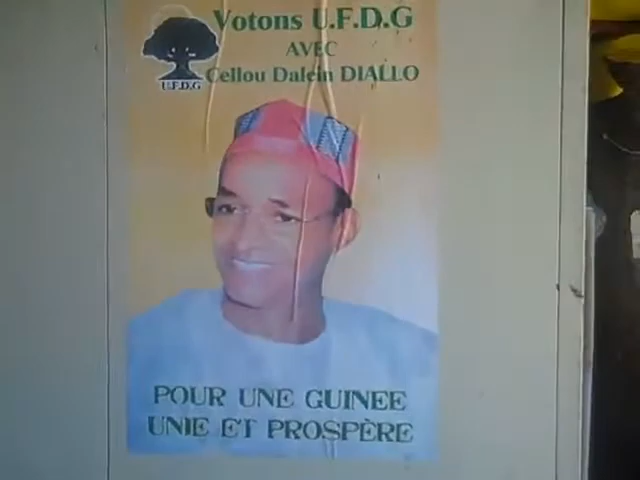 Votons U.F.D.G
AVEC
Cellou Dalein DIALLO
U.F.D.G
POUR UNE GUINEE
UNIE ET PROSPÈRE